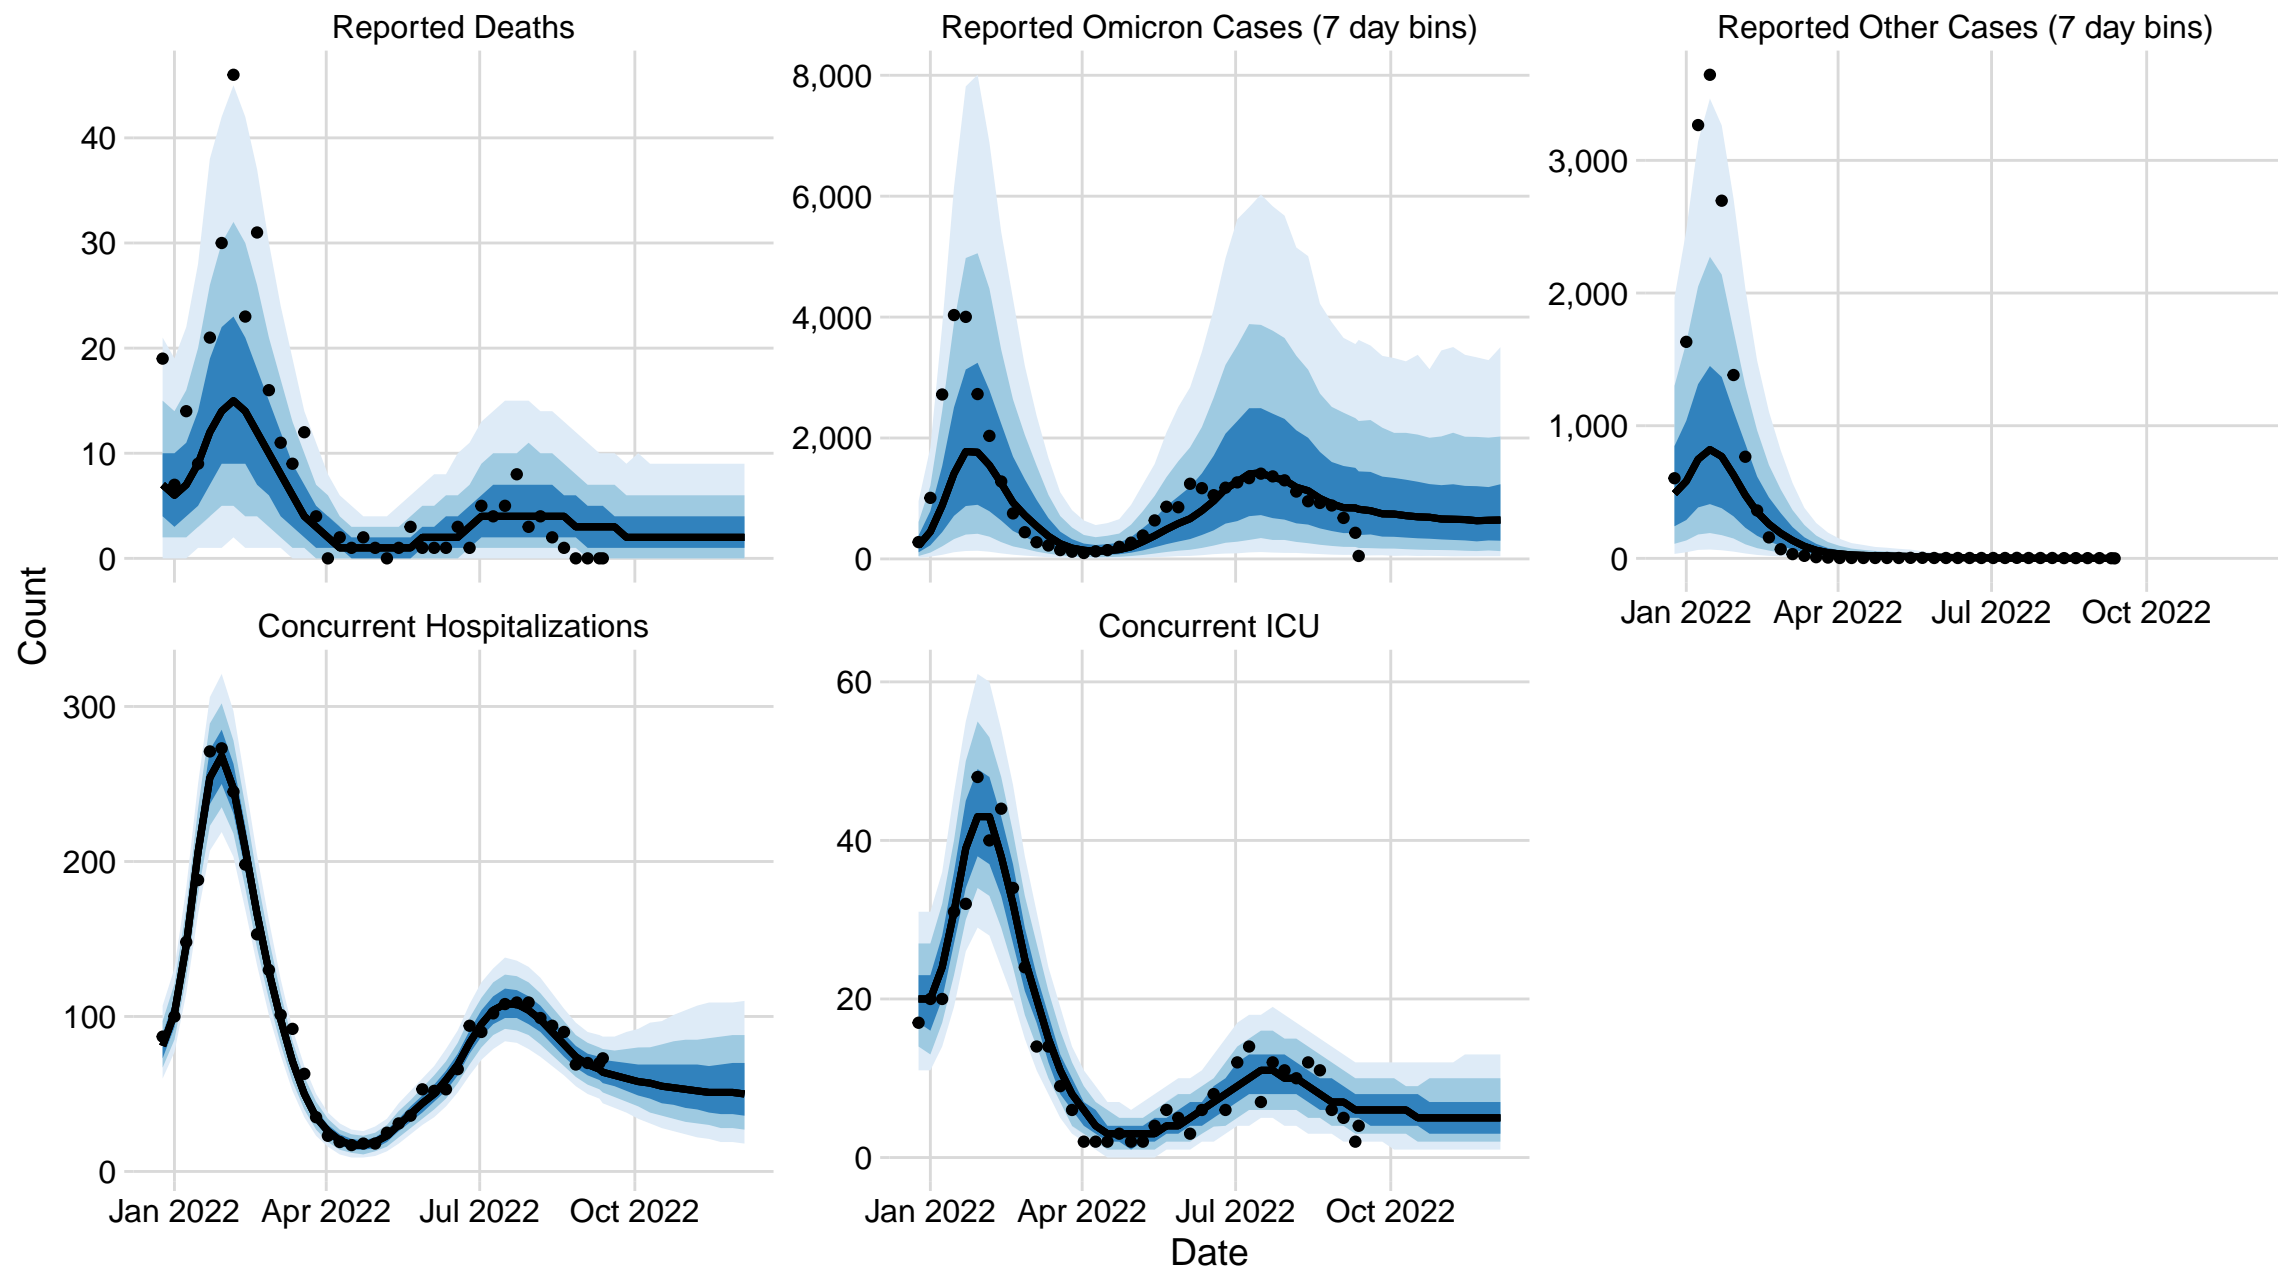 Reported Deaths
Reported Omicron Cases (7 day bins)
Reported Other Cases (7 day bins)
40
30
20
10
0
8,000
6,000
4,000
2,000
0
3,000
2,000
1,000
0
Jan 2022 Apr 2022 Jul 2022 Oct 2022
Count
Concurrent Hospitalizations
Concurrent ICU
300
200
100
0
60
40
20
0
Jan 2022 Apr 2022 Jul 2022 Oct 2022
Jan 2022 Apr 2022 Jul 2022 Oct 2022
Date